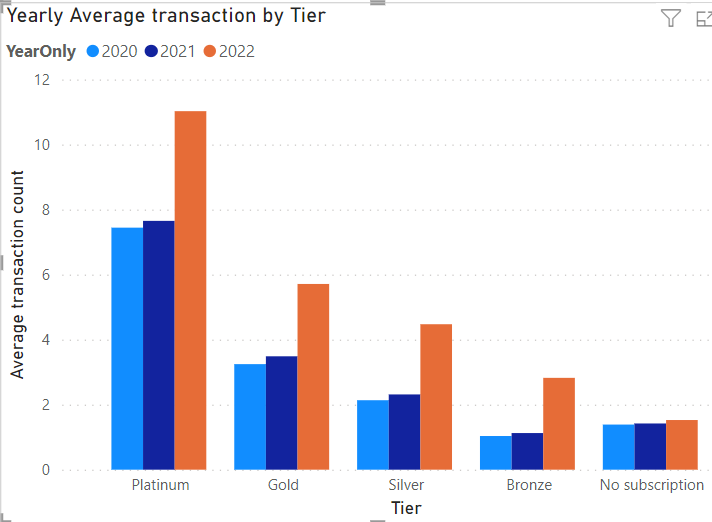 Yearly Average transaction by Tier
YearOnly 2020 2021 2022
12
10
8
6
4
2
0
Average transaction count
Platinum Gold Silver Bronze No subscription
Tier